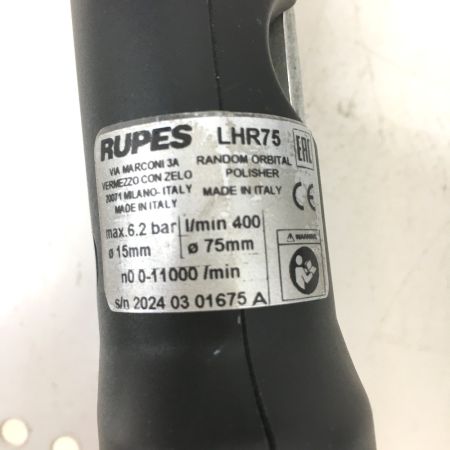 RUPES LHR75
VIA MARCONI 3A
VERMEZZO CON ZELO
20071 MILANO- ITALY
MADE IN ITALY
RANDOM ORBITAL
POLISHER
MADE IN ITALY
EAC
CE
max.6.2 bar l/min 400
ø 15mm ø 75mm
n0 0-11000 /min
s/n 2024 03 01675 A
WARNING